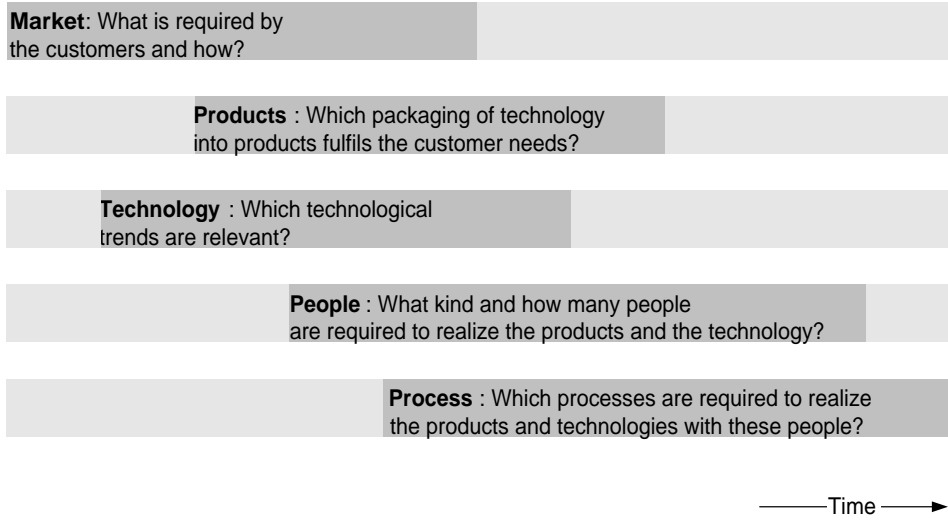 Market: What is required by
the customers and how?
Products : Which packaging of technology
into products fulfils the customer needs?
Technology : Which technological
trends are relevant?
People : What kind and how many people
are required to realize the products and the technology?
Process : Which processes are required to realize
the products and technologies with these people?
Time